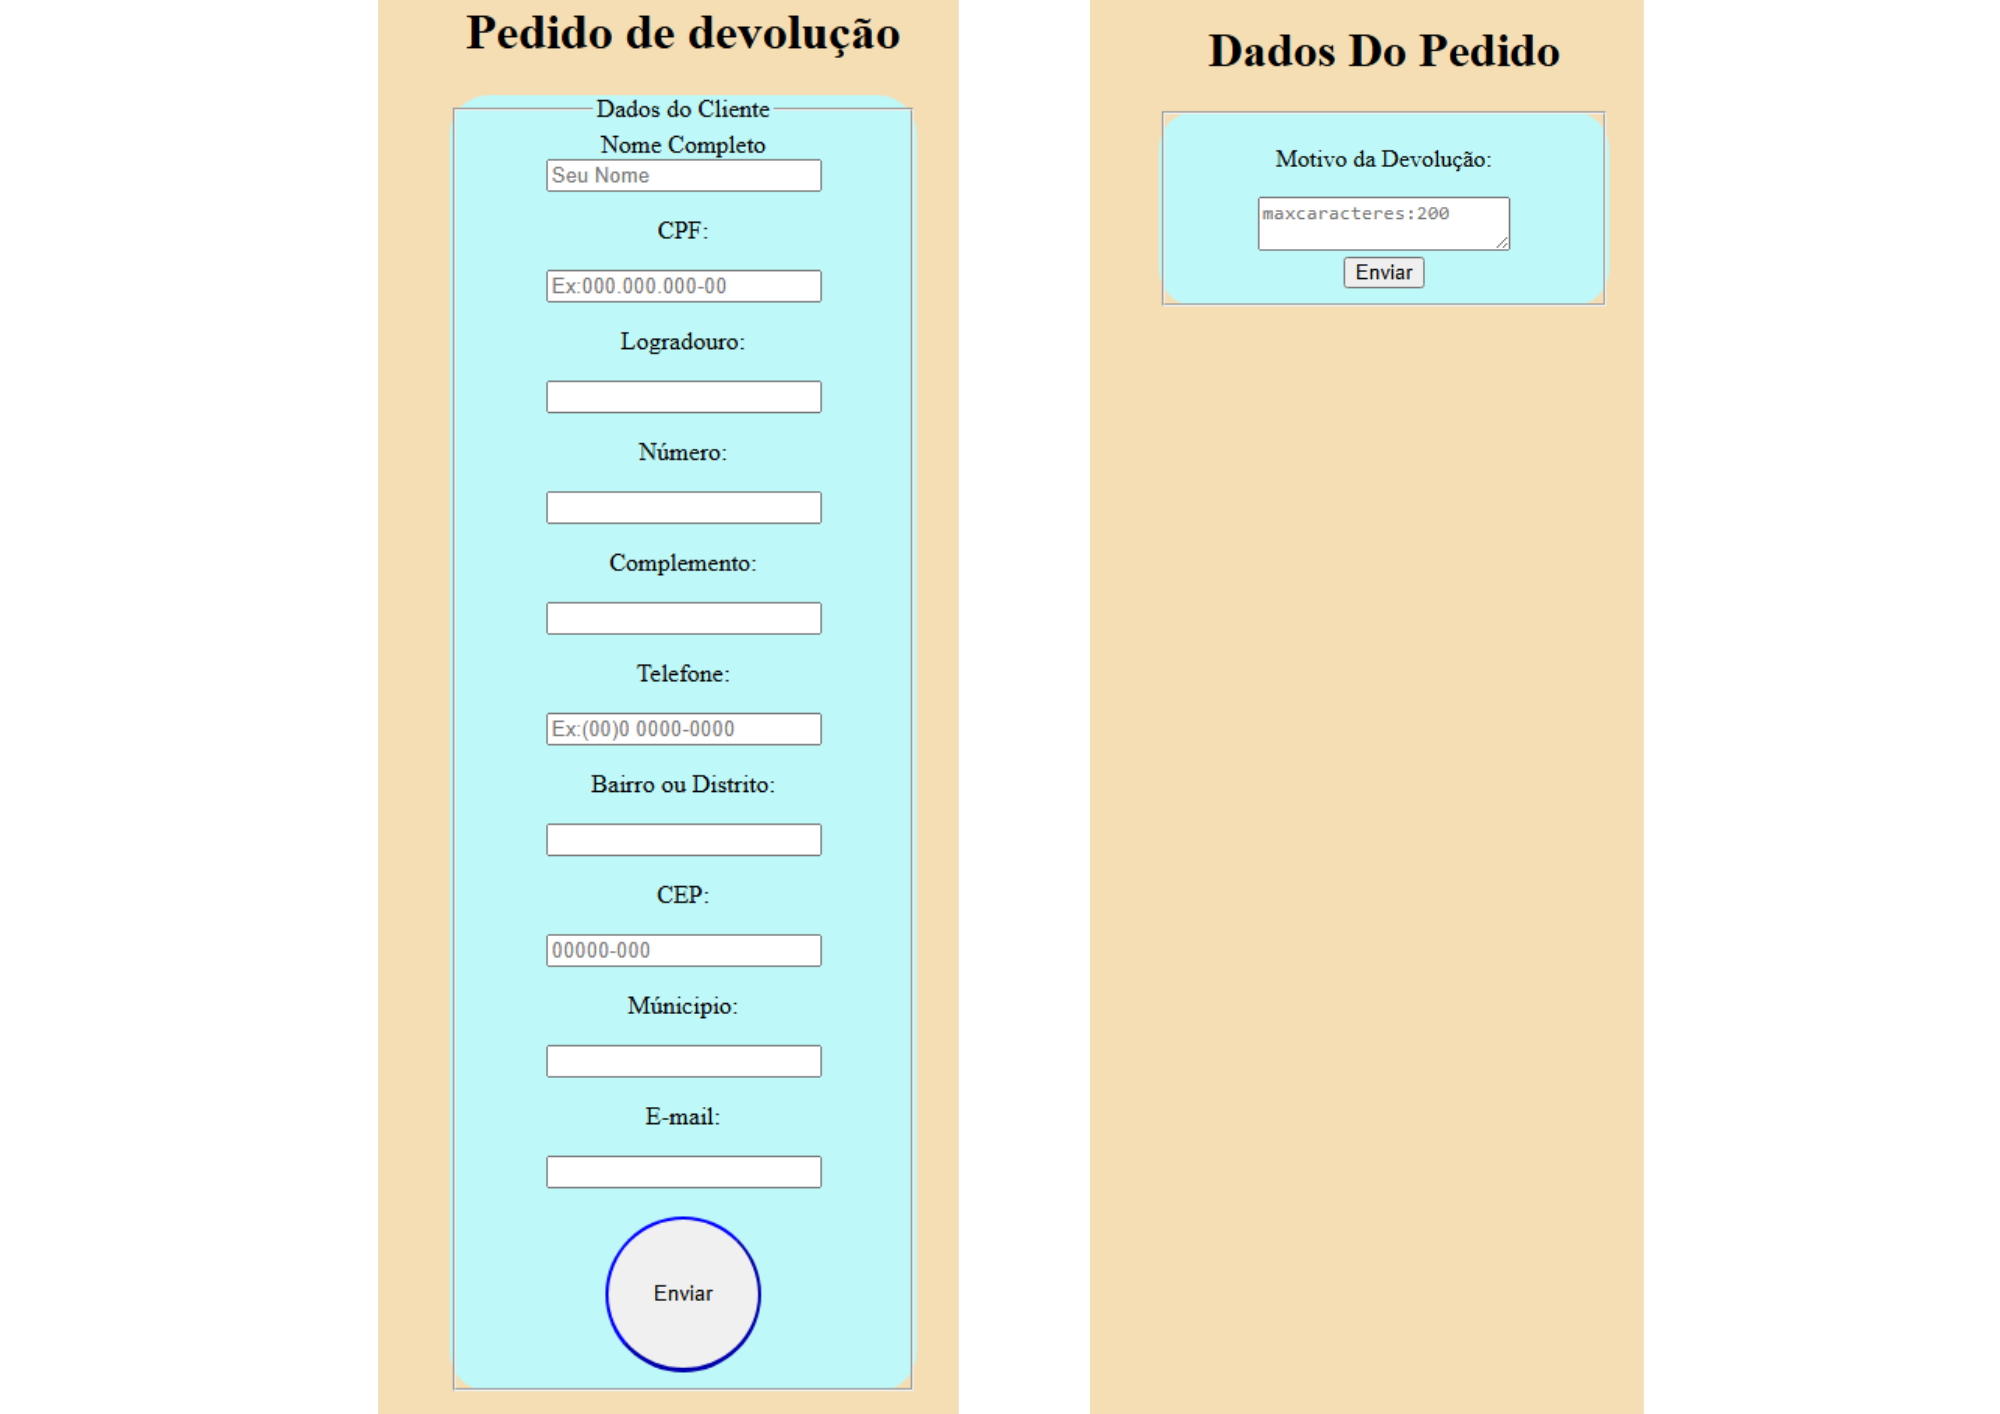 Pedido de devolução
Dados do Cliente
Nome Completo
Seu Nome
CPF:
Ex:000.000.000-00
Logradouro:
Número:
Complemento:
Telefone:
Ex:(00)0 0000-0000
Bairro ou Distrito:
CEP:
00000-000
Múnicipio:
E-mail:
Enviar
Dados Do Pedido
Motivo da Devolução:
maxcaracteres:200
Enviar